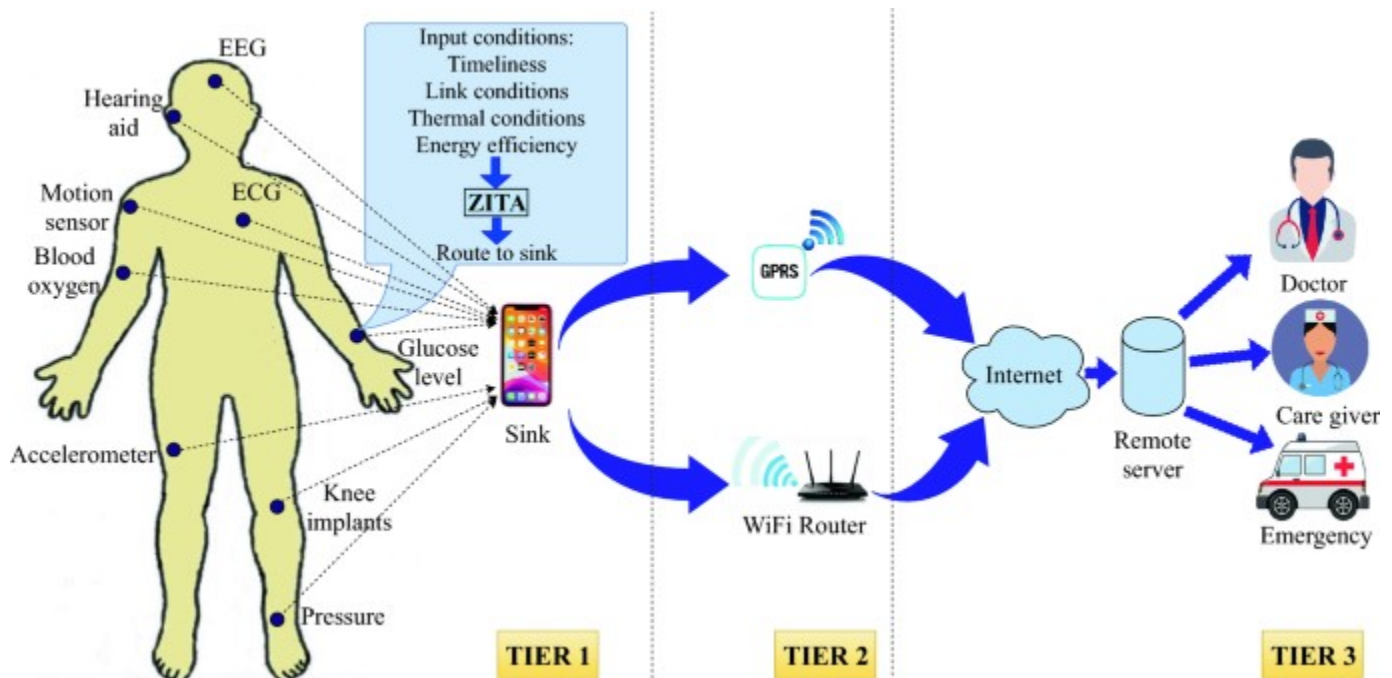 EEG
Hearing
aid
Motion
sensor
ECG
Blood
oxygen
Input conditions:
Timeliness
Link conditions
Thermal conditions
Energy efficiency
ZITA
Route to sink
Glucose
level
Sink
Accelerometer
Knee
implants
Pressure
TIER 1
GPRS
WiFi Router
TIER 2
Internet
Remote
server
Doctor
Care giver
Emergency
TIER 3